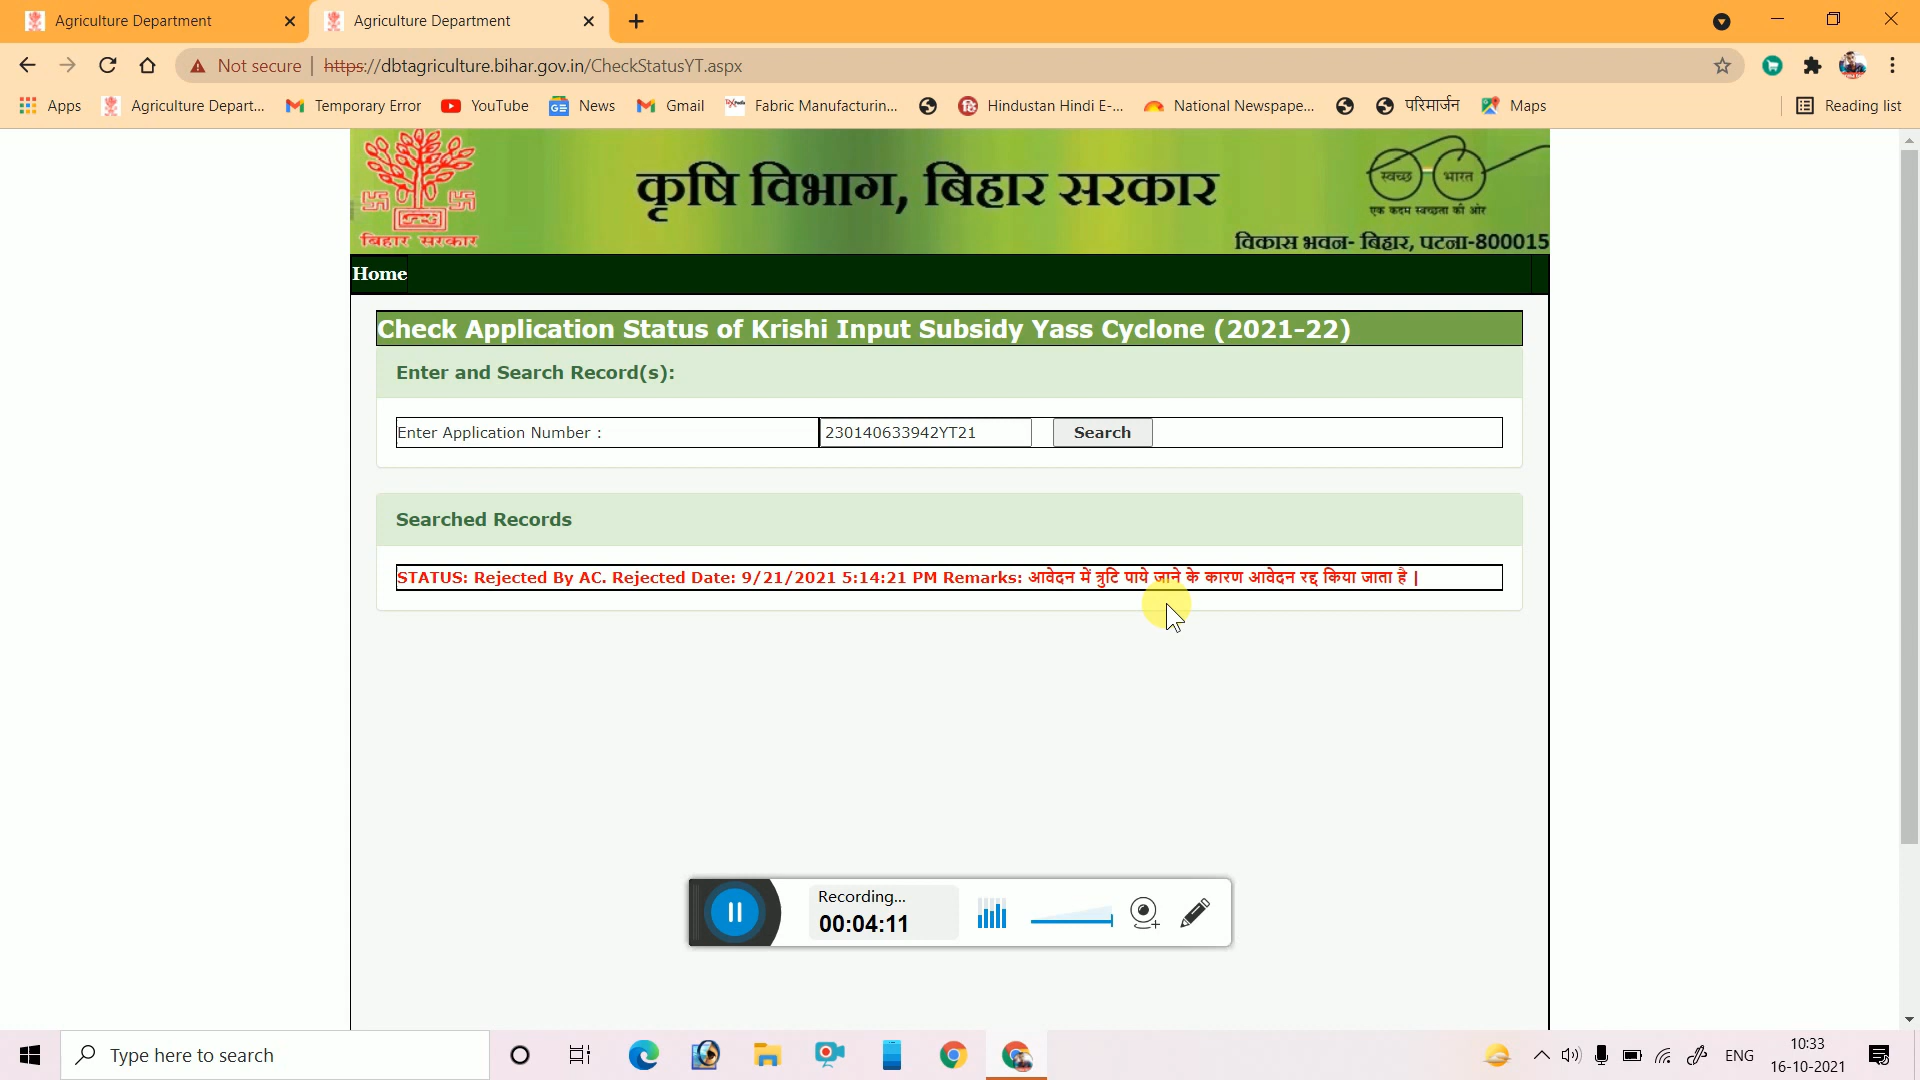 Agriculture Department
Agriculture Department
Not secure | https://dbtagriculture.bihar.gov.in/CheckStatusYT.aspx
Apps Agriculture Depart... Temporary Error YouTube News Gmail Fabric Manufacturin... Hindustan Hindi E-... National Newspape... परिमार्जन Maps Reading list
कृषि विभाग, बिहार सरकार
स्वच्छ भारत
एक कदम स्वच्छता की ओर
बिहार सरकार
विकास भवन- बिहार, पटना-800015
Home
Check Application Status of Krishi Input Subsidy Yass Cyclone (2021-22)
Enter and Search Record(s):
Enter Application Number : 230140633942YT21 Search
Searched Records
STATUS: Rejected By AC. Rejected Date: 9/21/2021 5:14:21 PM Remarks: आवेदन में त्रुटि पाये जाने के कारण आवेदन रद्द किया जाता है |
Recording...
00:04:11
Type here to search
ENG
10:33
16-10-2021